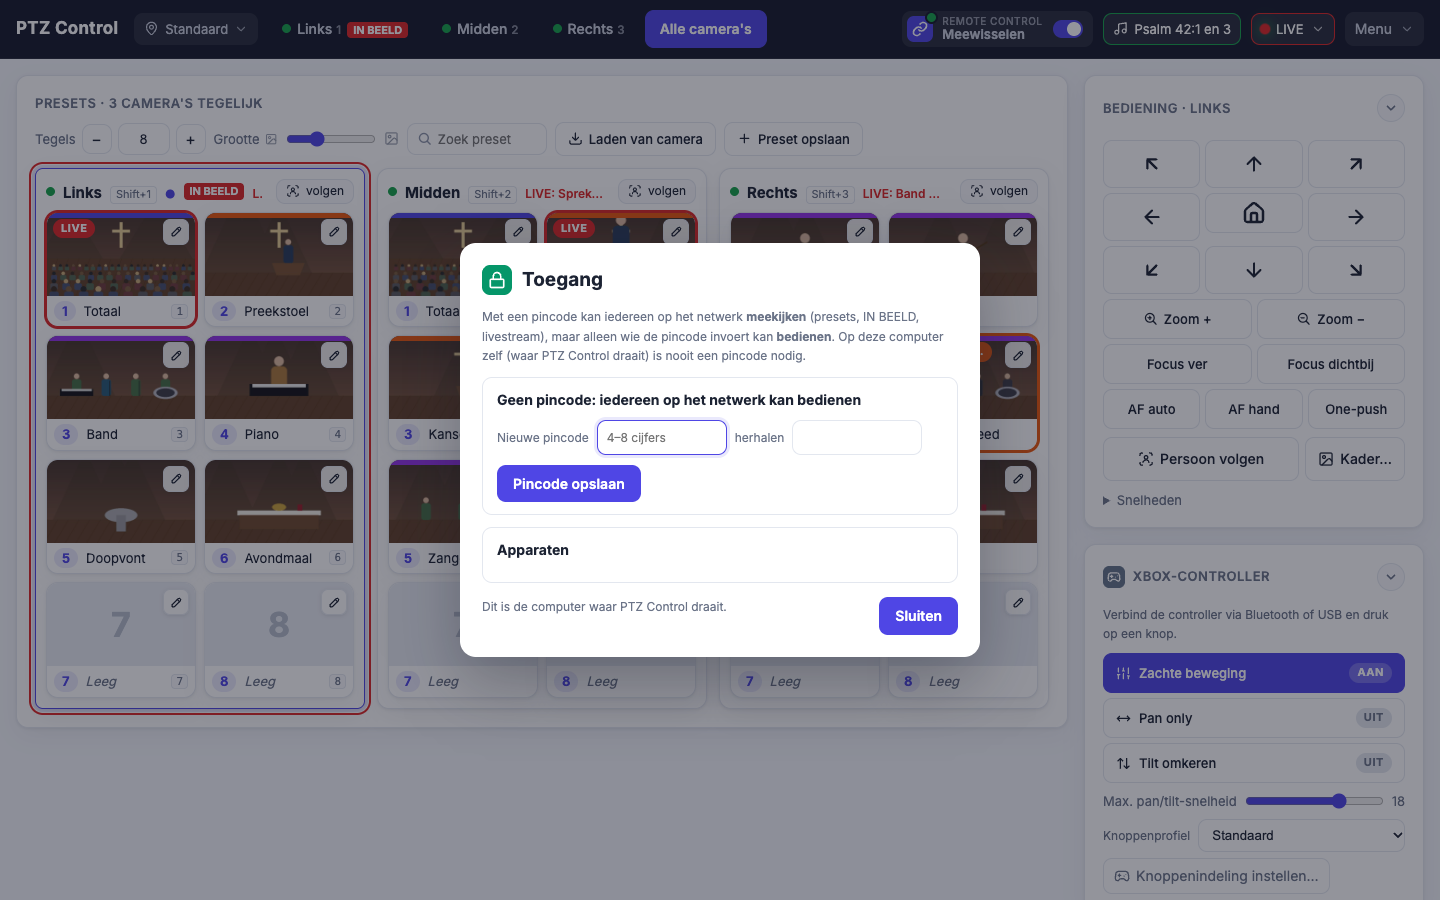 PTZ Control
Standaard
Links 1 IN BEELD
Midden 2
Rechts 3
Alle camera's
REMOTE CONTROL
Meewisselen
Psalm 42:1 en 3
LIVE
Menu
PRESETS · 3 CAMERA'S TEGELIJK
Tegels − 8 + Grootte
Zoek preset
Laden van camera
Preset opslaan
Links Shift+1 IN BEELD L. volgen
Midden Shift+2 LIVE: Sprek... volgen
Rechts Shift+3 LIVE: Band ... volgen
LIVE
LIVE
1 Totaal 1
2 Preekstoel 2
1
3 Band 3
4 Piano 4
3
5 Doopvont 5
6 Avondmaal 6
5
7
8
7 Leeg 7
8 Leeg 8
7 Leeg
8 Leeg
7 Leeg
8 Leeg
Toegang
Met een pincode kan iedereen op het netwerk meekijken (presets, IN BEELD,
livestream), maar alleen wie de pincode invoert kan bedienen. Op deze computer
zelf (waar PTZ Control draait) is nooit een pincode nodig.
Geen pincode: iedereen op het netwerk kan bedienen
Nieuwe pincode 4–8 cijfers herhalen
Pincode opslaan
Apparaten
Dit is de computer waar PTZ Control draait.
Sluiten
BEDIENING · LINKS
Zoom +
Zoom −
Focus ver
Focus dichtbij
AF auto
AF hand
One-push
Persoon volgen
Kader...
Snelheden
XBOX-CONTROLLER
Verbind de controller via Bluetooth of USB en druk
op een knop.
Zachte beweging AAN
Pan only UIT
Tilt omkeren UIT
Max. pan/tilt-snelheid 18
Knoppenprofiel Standaard
Knoppenindeling instellen...